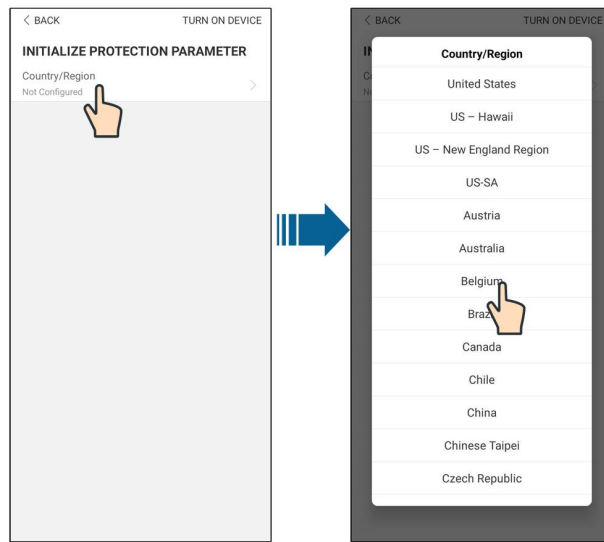 BACK TURN ON DEVICE
INITIALIZE PROTECTION PARAMETER
Country/Region
Not Configured
BACK TURN ON DEVICE
Country/Region
United States
US – Hawaii
US – New England Region
US-SA
Austria
Australia
Belgium
Canada
Chile
China
Chinese Taipei
Czech Republic